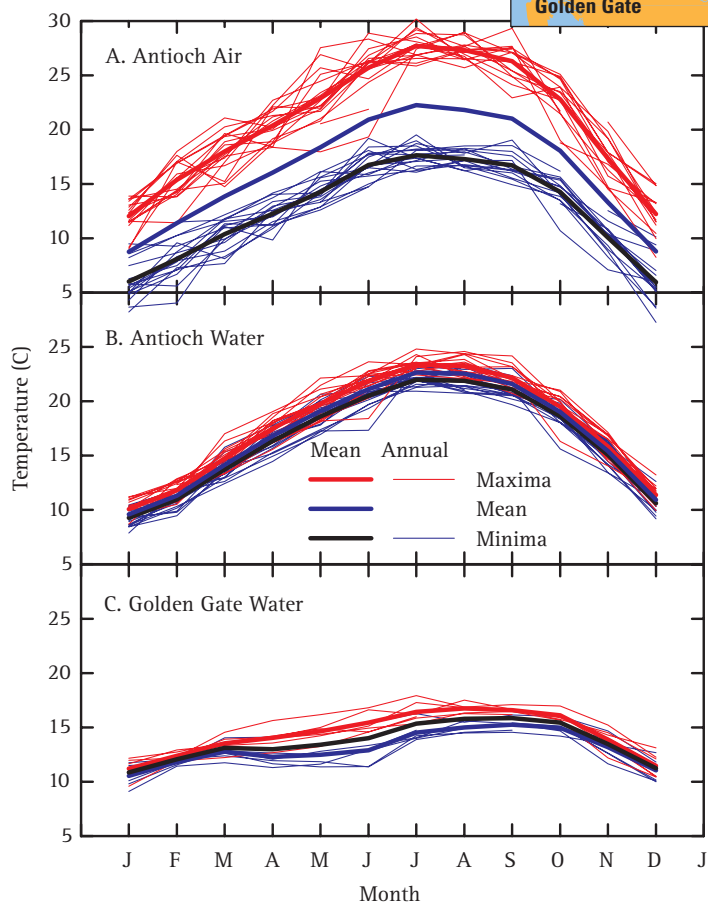 Golden Gate
30
A. Antioch Air
25
20
15
10
5
B. Antioch Water
25
20
15
10
5
Temperature (C)
Mean Annual
Maxima
Mean
Minima
C. Golden Gate Water
25
20
15
10
5
J F M A M J J A S O N D J
Month